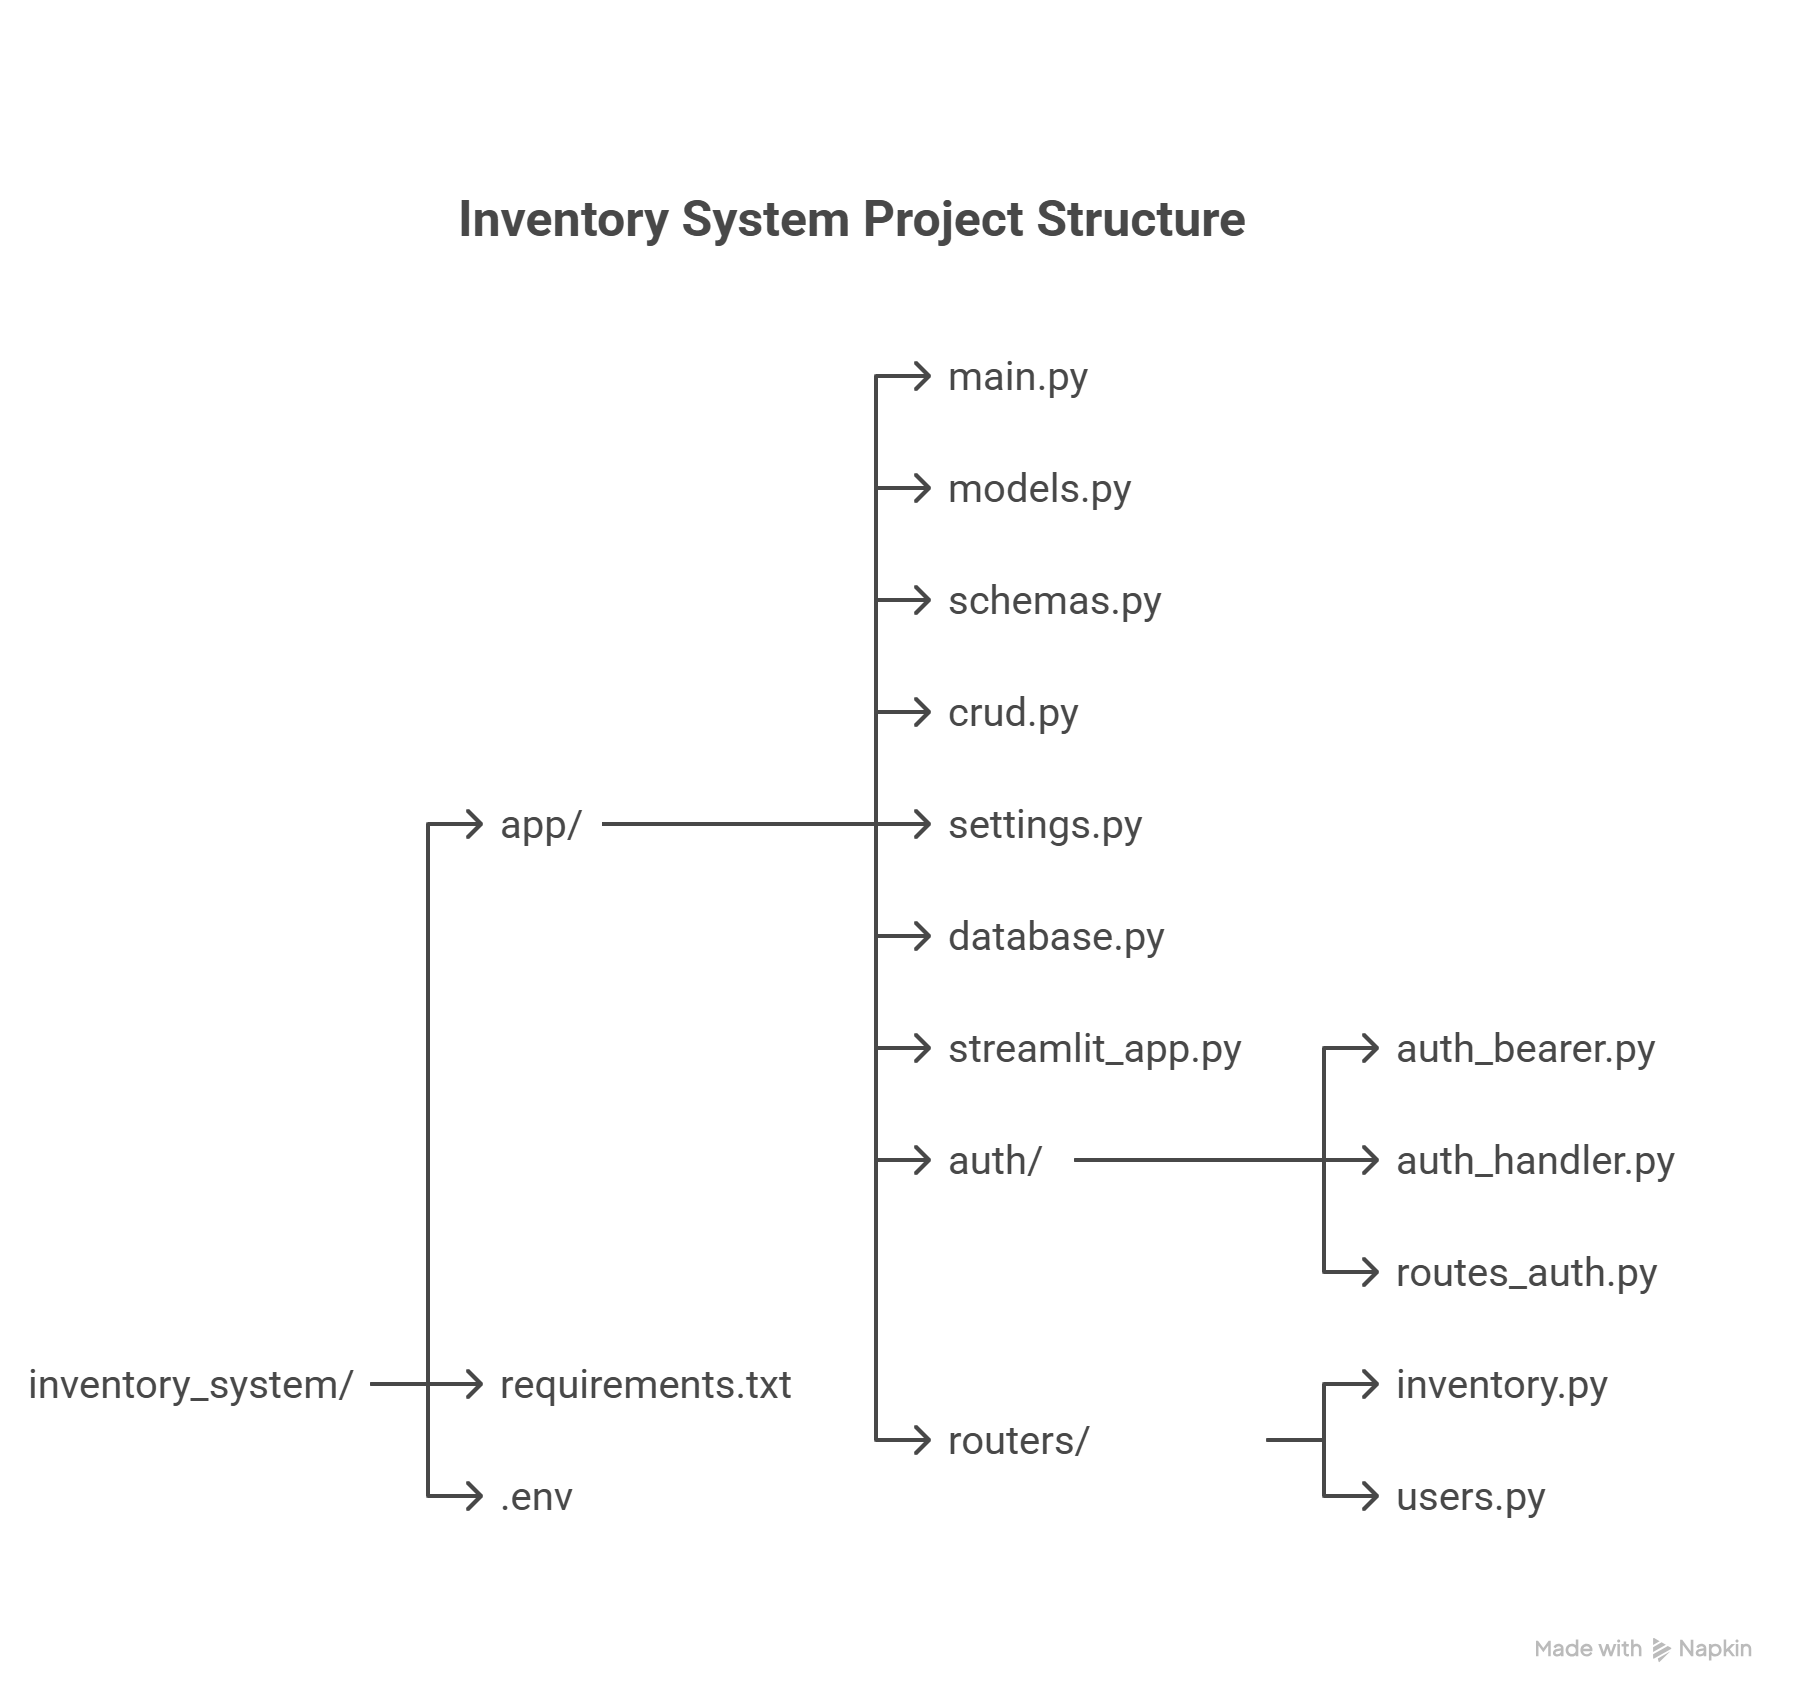 Inventory System Project Structure
main.py
models.py
schemas.py
crud.py
app/
settings.py
database.py
streamlit_app.py
auth_bearer.py
auth/
auth_handler.py
routes_auth.py
inventory_system/
requirements.txt
inventory.py
routers/
.env
users.py
Made with Napkin